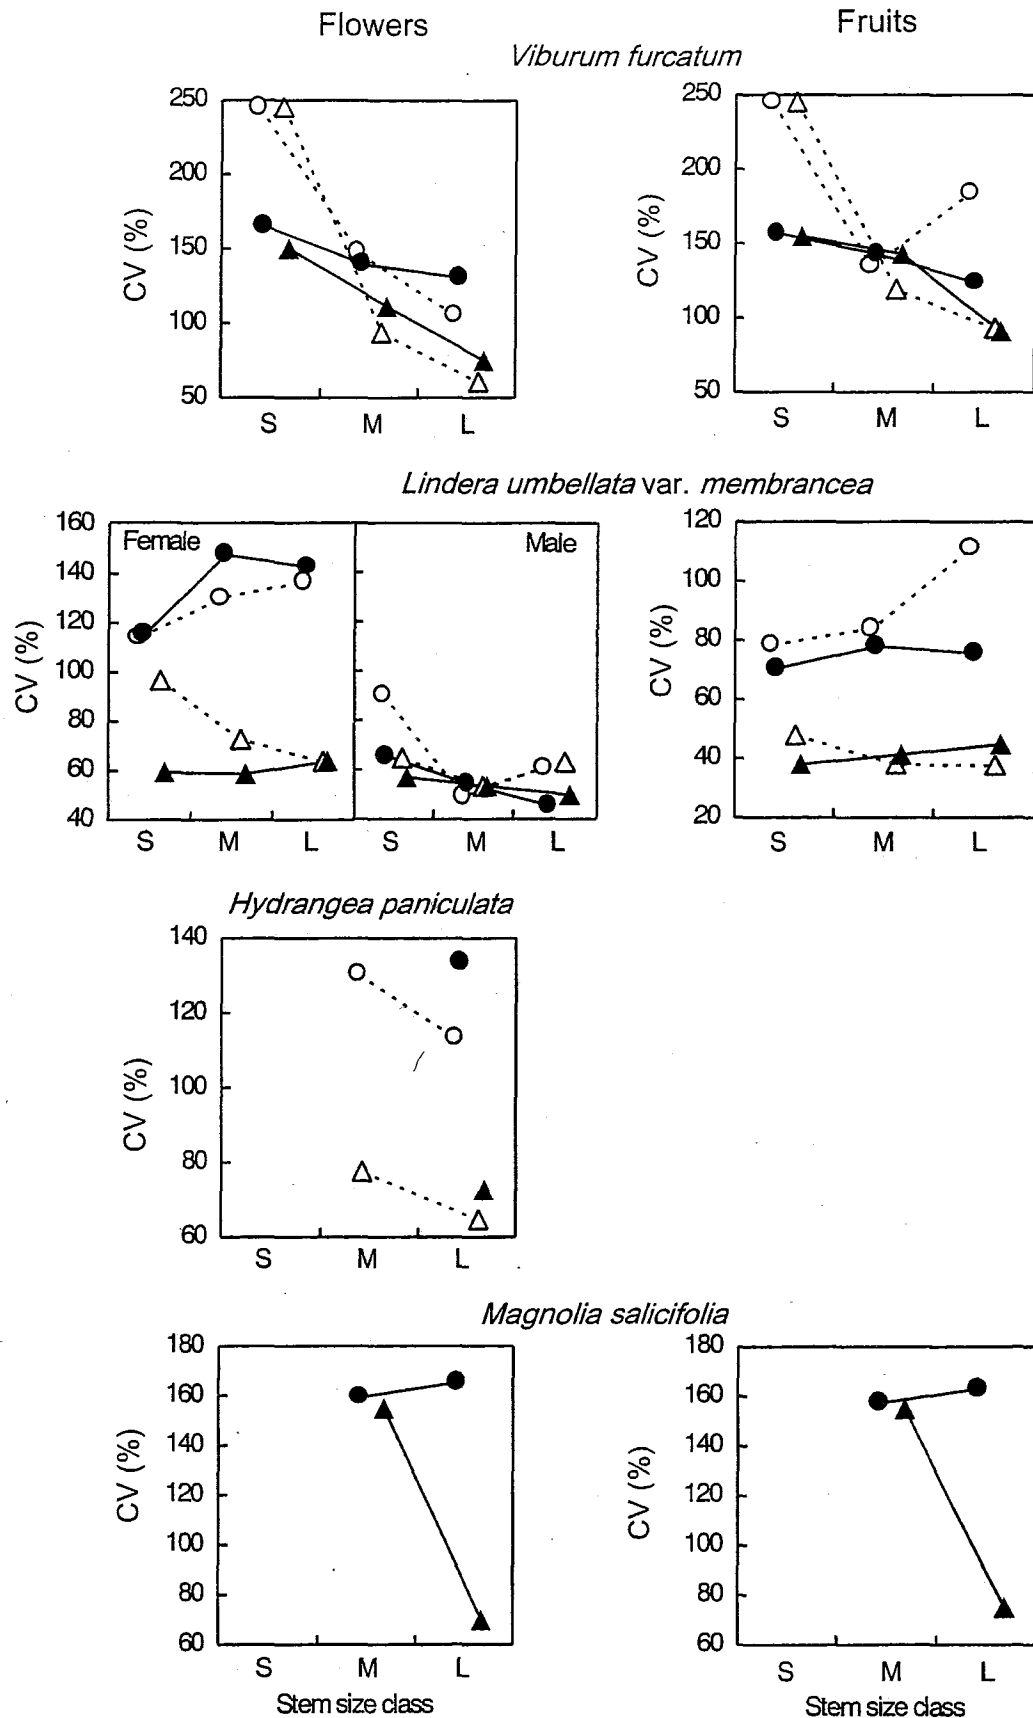 Flowers
Fruits
Viburum furcatum
250
200
150
100
50
CV (%)
S M L
250
200
150
100
50
CV (%)
S M L
Lindera umbellata var. membrancea
160
140
120
100
80
60
40
CV (%)
Female
Male
S M L
S M L
120
100
80
60
40
20
CV (%)
S M L
Hydrangea paniculata
140
120
100
80
60
CV (%)
S M L
Magnolia salicifolia
180
160
140
120
100
80
60
CV (%)
S M L
Stem size class
180
160
140
120
100
80
60
CV (%)
S M L
Stem size class